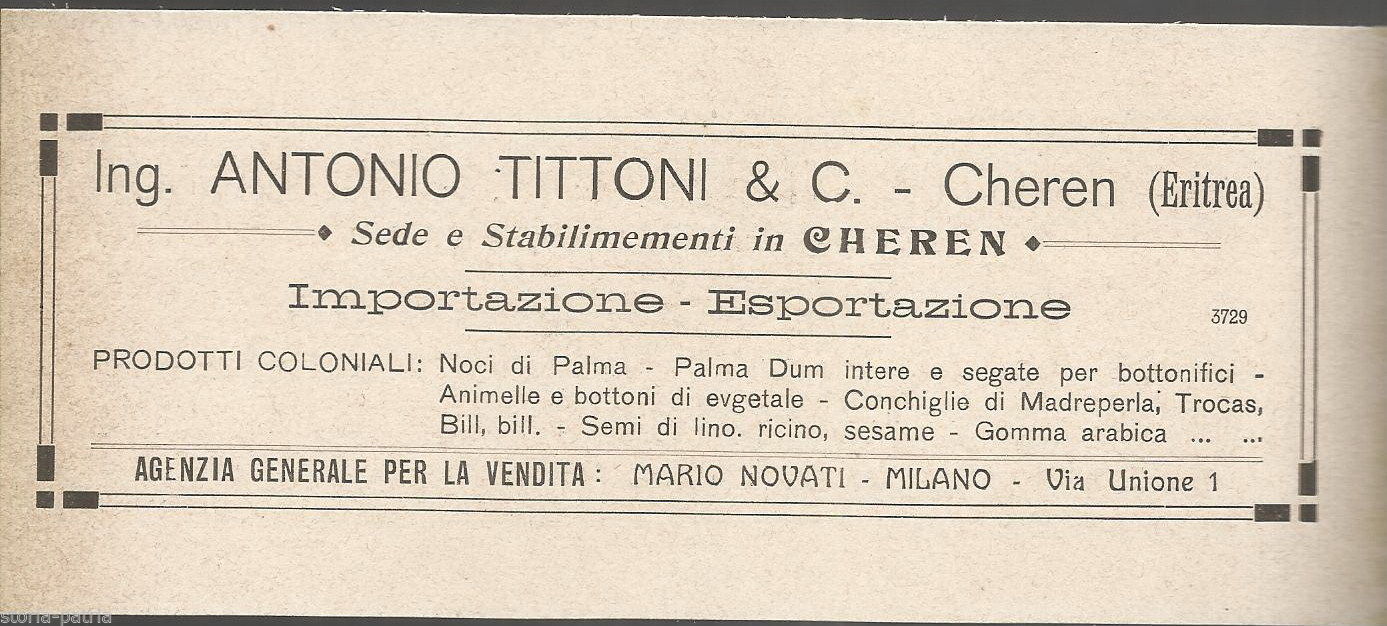 Ing. ANTONIO TITTONI & C. - Cheren (Eritrea)
Sede e Stabilimementi in CHEREN
Importazione - Esportazione
3729
PRODOTTI COLONIALI: Noci di Palma - Palma Dum intere e segate per bottonifici -
Animelle e bottoni di evgetale - Conchiglie di Madreperla, Trocas,
Bill, bill. - Semi di lino. ricino, sesame - Gomma arabica ... ...
AGENZIA GENERALE PER LA VENDITA: MARIO NOVATI - MILANO - Via Unione 1
storia-patria